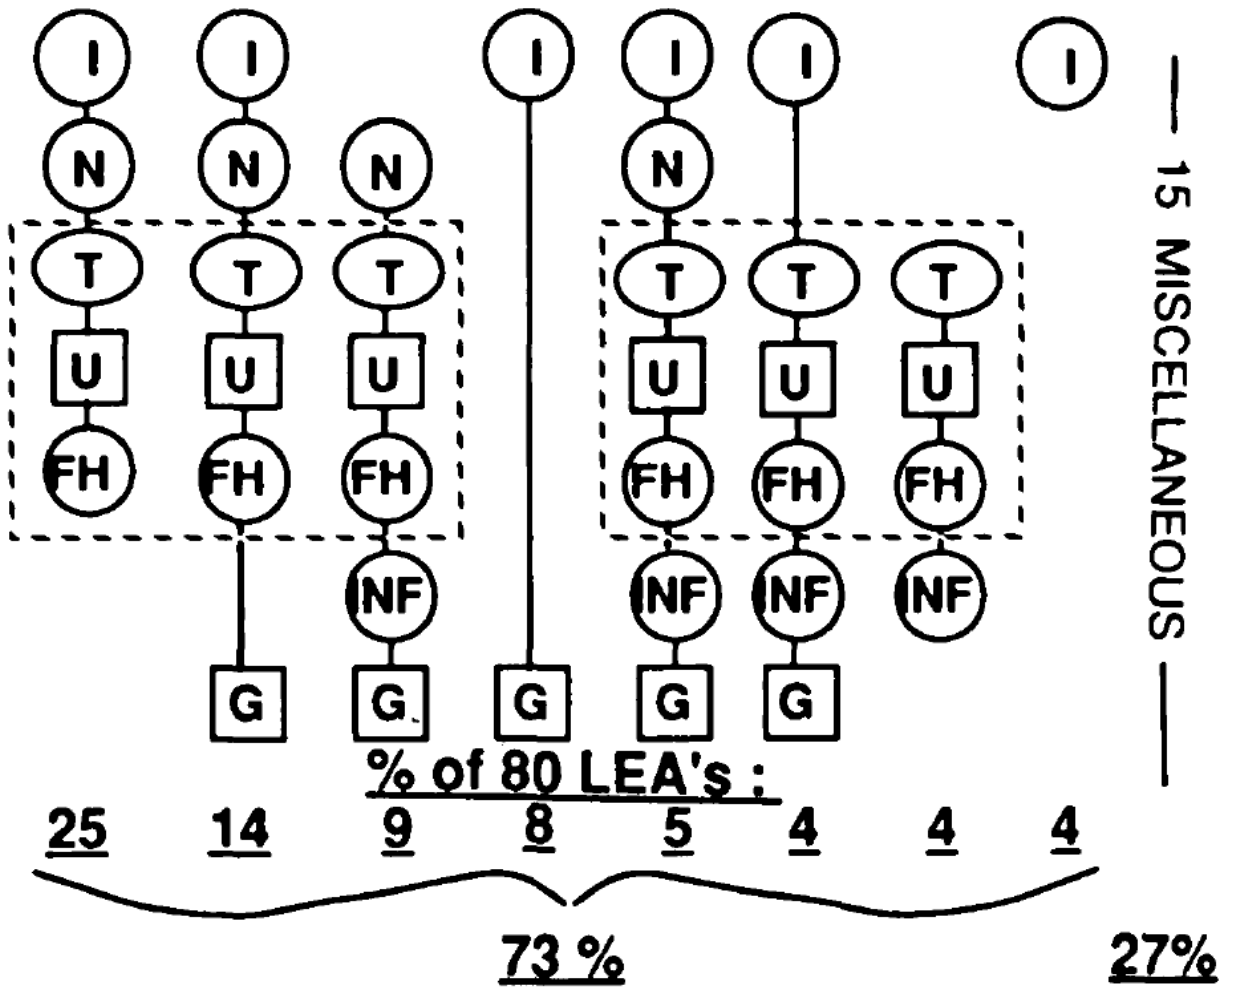 I I I I I I
N N N N
T T T T T T
U U U U U U
FH FH FH FH FH FH
INF INF INF INF
G G G G G
% of 80 LEA's :
25 14 9 8 5 4 4 4
73 % 27%
15 MISCELLANEOUS